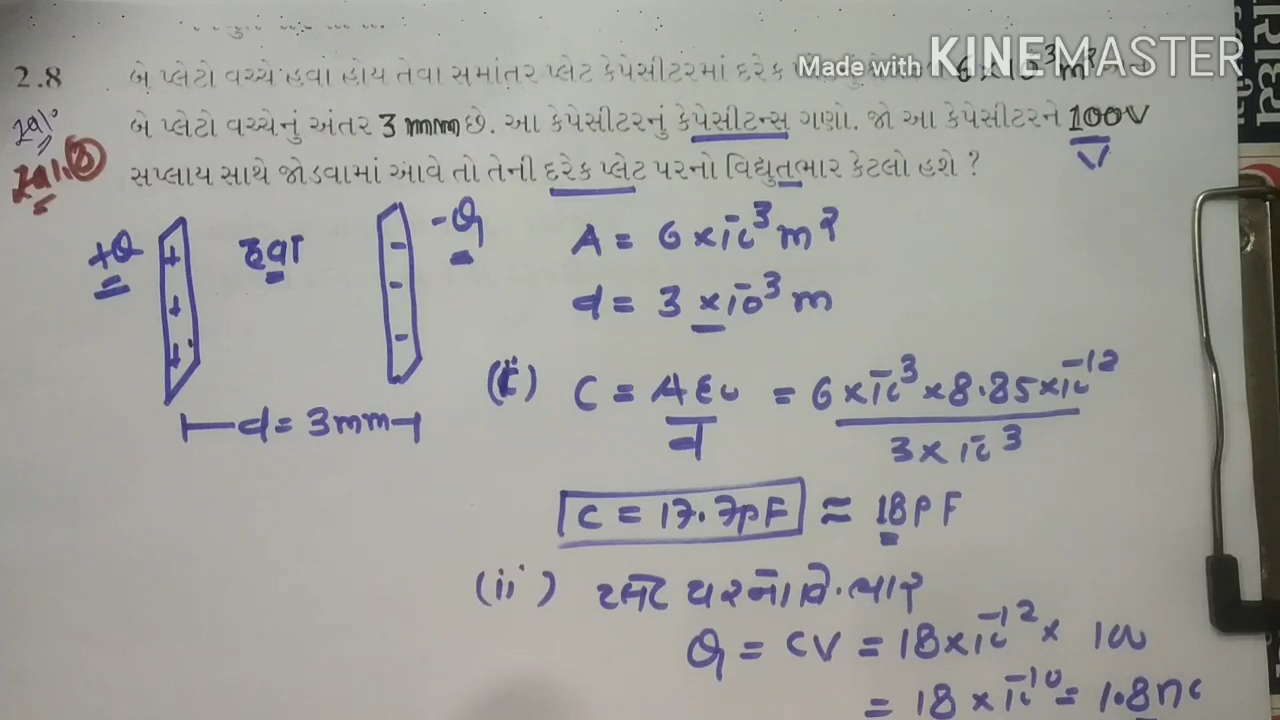 Made with KINEMASTER
2.8 બે પ્લેટો વચ્ચે હવા હોય તેવા સમાંતર પ્લેટ કેપેસીટરમાં દરેક 6×10⁻³m²
બે પ્લેટો વચ્ચેનું અંતર 3 mm છે. આ કેપેસીટરનું કેપેસીટન્સ ગણો. જો આ કેપેસીટરને 100V
સપ્લાય સાથે જોડવામાં આવે તો તેની દરેક પ્લેટ પરનો વિદ્યુતભાર કેટલો હશે ?
+Q + + + હવા - - - -Q
d = 3mm
A = 6×10⁻³ m²
d = 3 ×10⁻³ m
(i) C = Aε₀/d = 6×10⁻³×8.85×10⁻¹²/3×10⁻³
C = 17.7pF ≈ 18PF
(ii) પ્લેટ પરનો વિ.ભાર
Q = CV = 18×10⁻¹² × 100
= 18 ×10⁻¹⁰ = 1.8nc